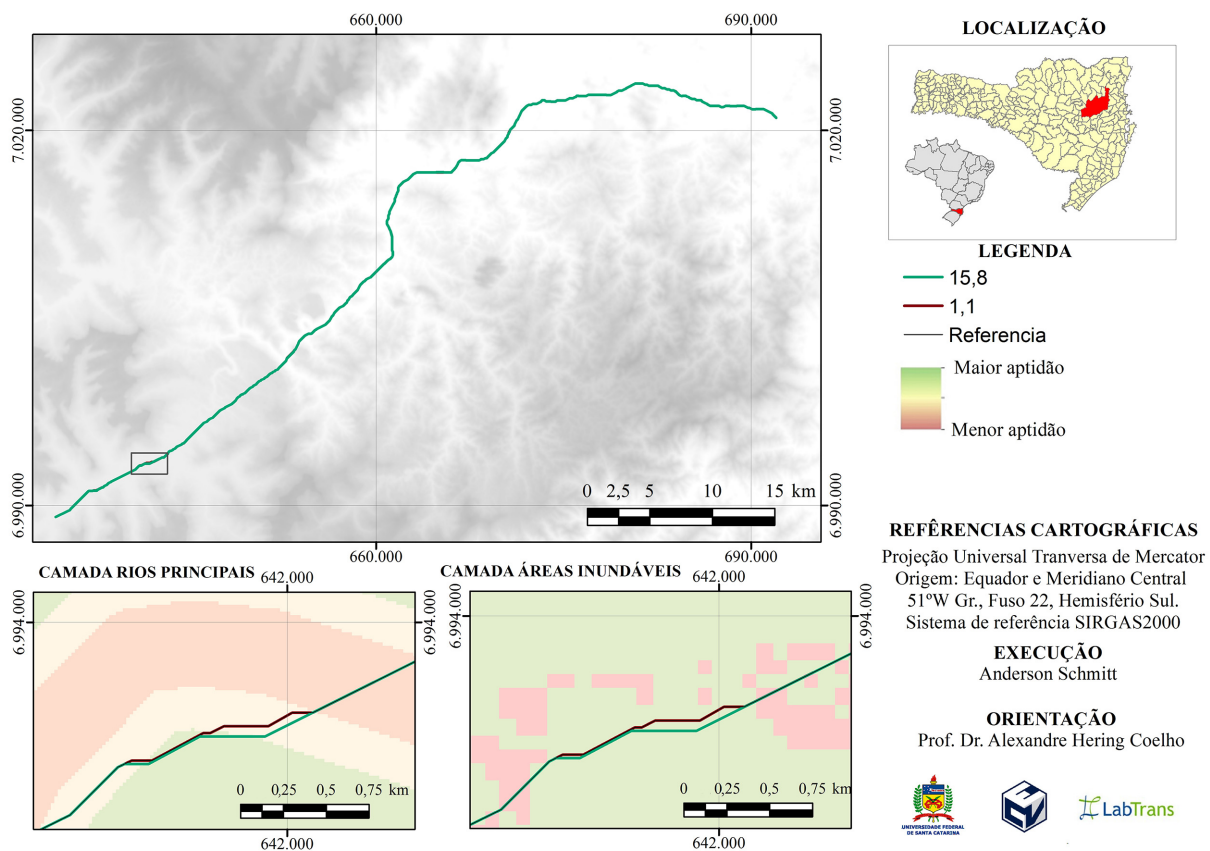 660.000
690.000
7.020.000
7.020.000
6.990.000
6.990.000
0 2,5 5 10 15 km
660.000
690.000
LOCALIZAÇÃO
LEGENDA
15,8
1,1
Referencia
Maior aptidão
Menor aptidão
REFÊRENCIAS CARTOGRÁFICAS
Projeção Universal Tranversa de Mercator
Origem: Equador e Meridiano Central
51ºW Gr., Fuso 22, Hemisfério Sul.
Sistema de referência SIRGAS2000
EXECUÇÃO
Anderson Schmitt
ORIENTAÇÃO
Prof. Dr. Alexandre Hering Coelho
UNIVERSIDADE FEDERAL
DE SANTA CATARINA
LabTrans
CAMADA RIOS PRINCIPAIS
642.000
6.994.000
0 0,25 0,5 0,75 km
642.000
CAMADA ÁREAS INUNDÁVEIS
642.000
6.994.000
0 0,25 0,5 0,75 km
642.000